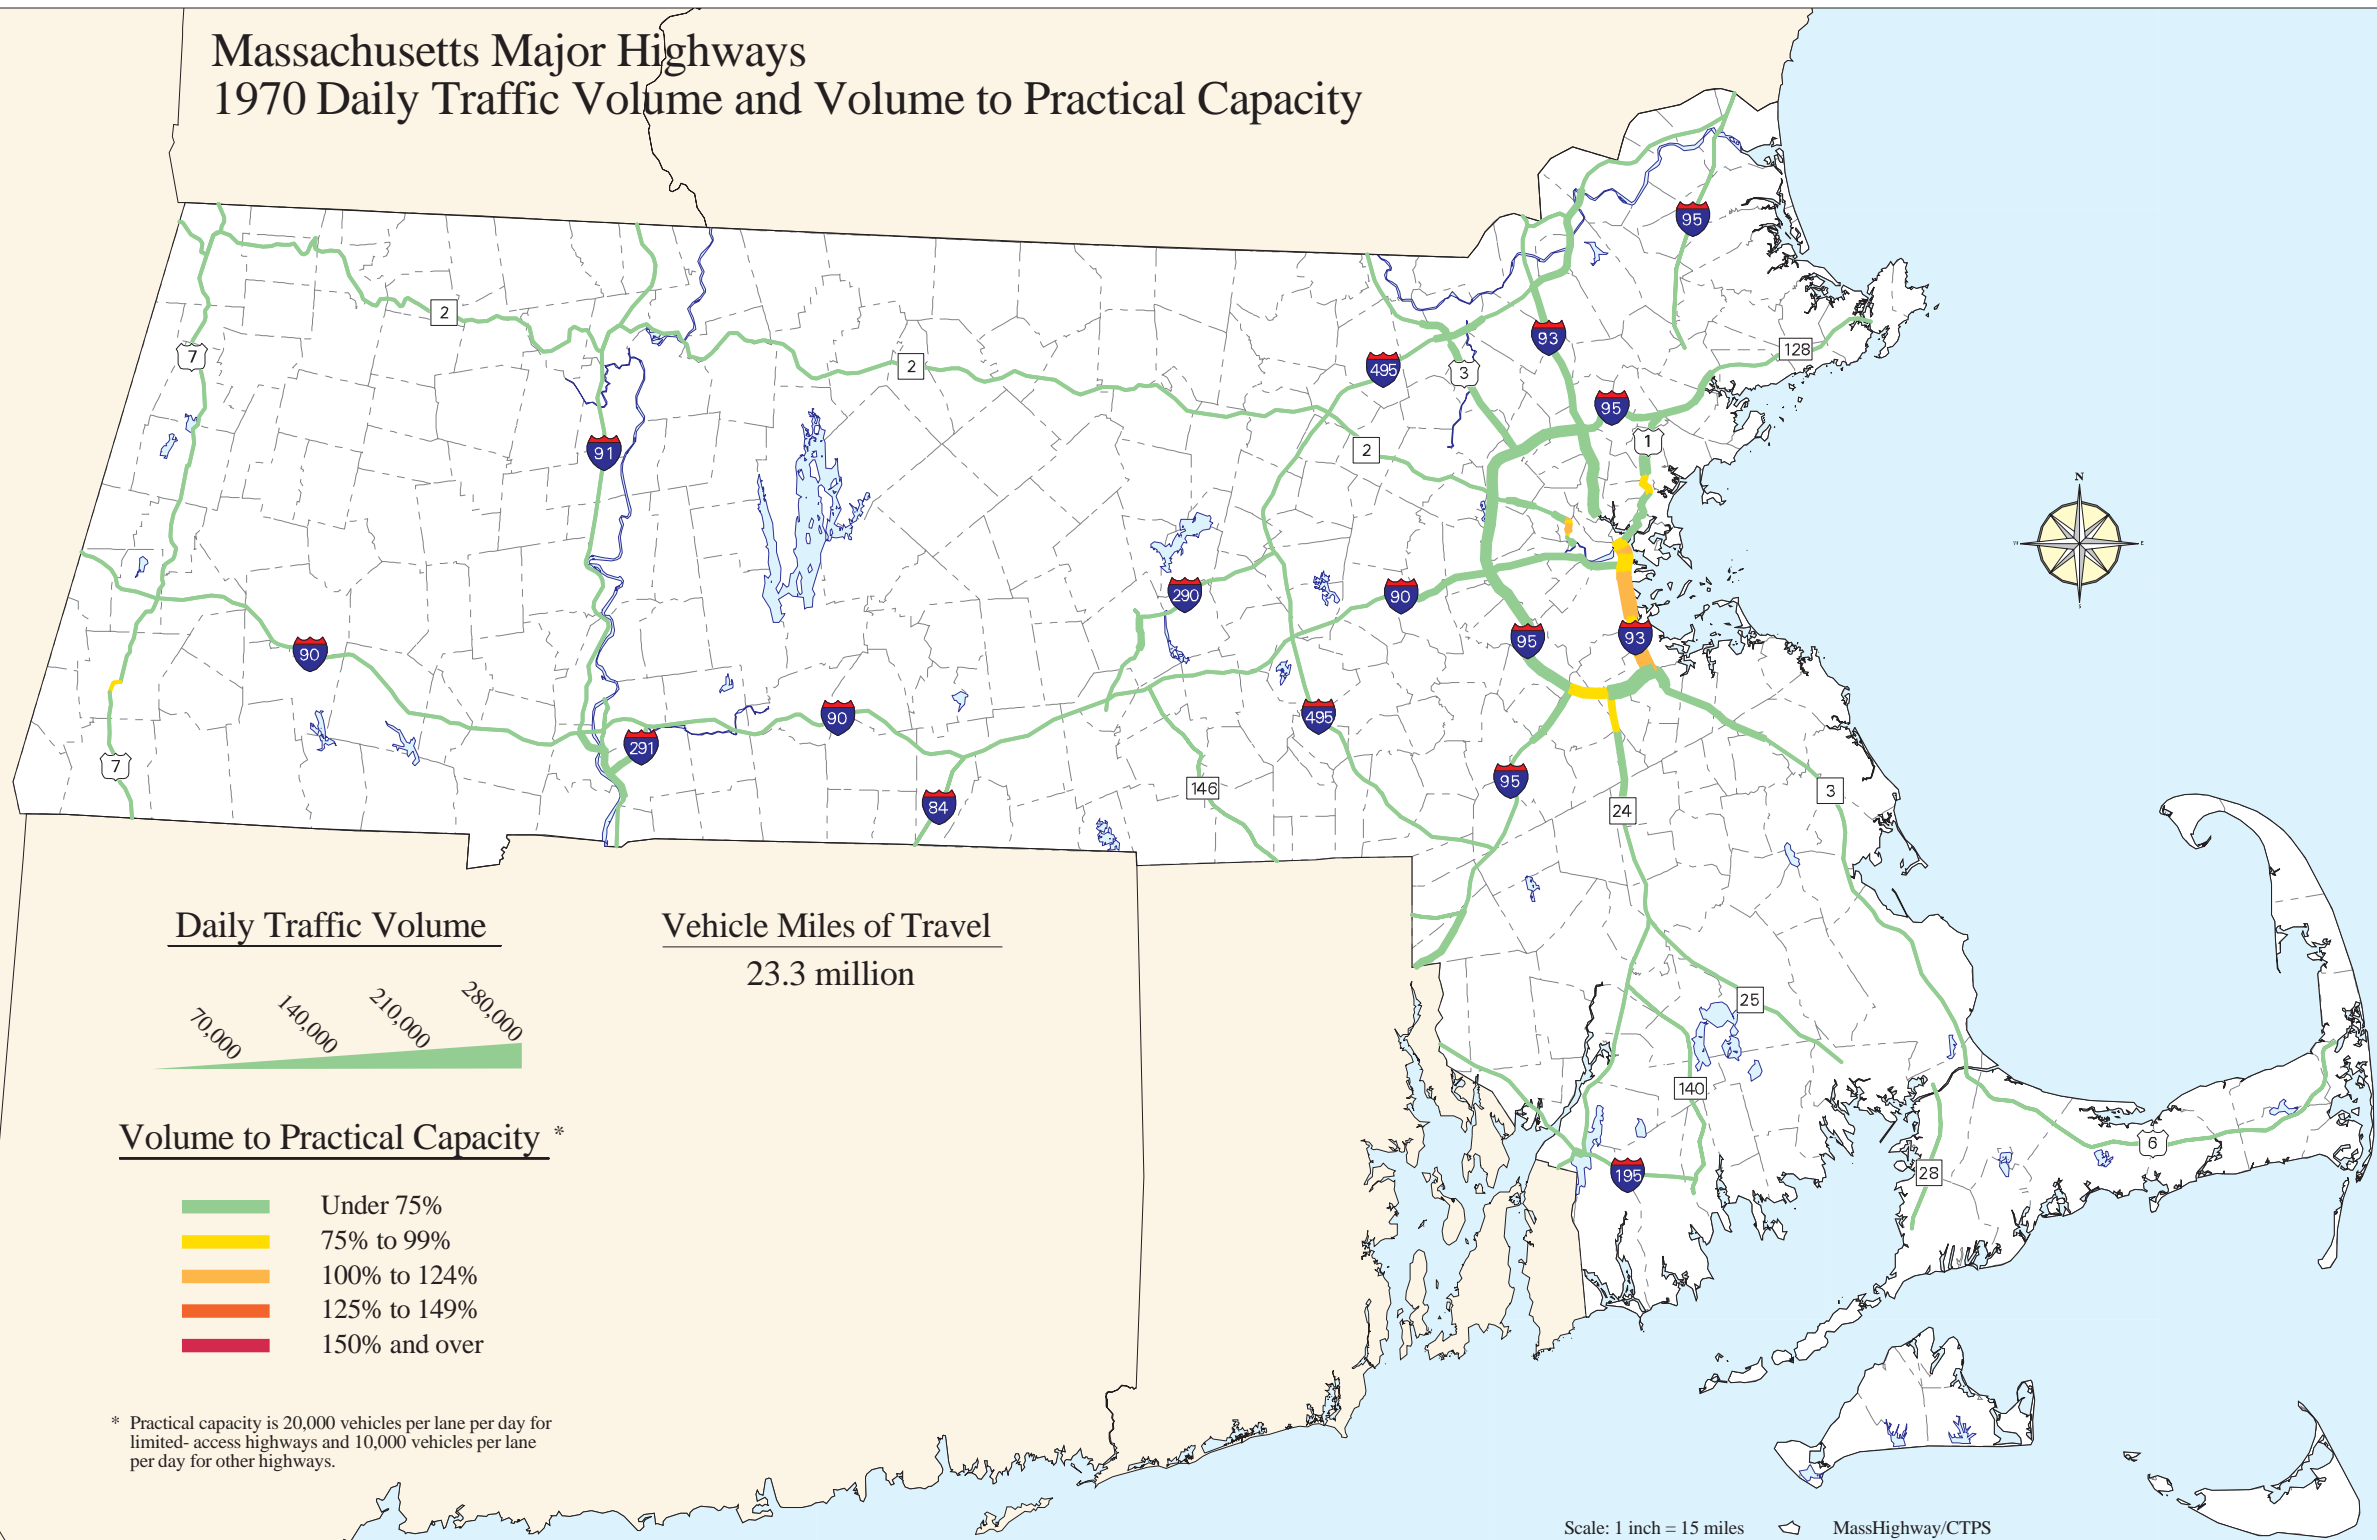 Massachusetts Major Highways
1970 Daily Traffic Volume and Volume to Practical Capacity
95
2
7
93
128
495
3
2
95
1
91
2
N
W
E
S
290
90
95
93
90
90
495
291
7
95
84
146
24
3
Daily Traffic Volume
70,000
140,000
210,000
280,000
Vehicle Miles of Travel
23.3 million
25
140
6
195
28
Volume to Practical Capacity *
Under 75%
75% to 99%
100% to 124%
125% to 149%
150% and over
* Practical capacity is 20,000 vehicles per lane per day for
limited- access highways and 10,000 vehicles per lane
per day for other highways.
Scale: 1 inch = 15 miles
MassHighway/CTPS